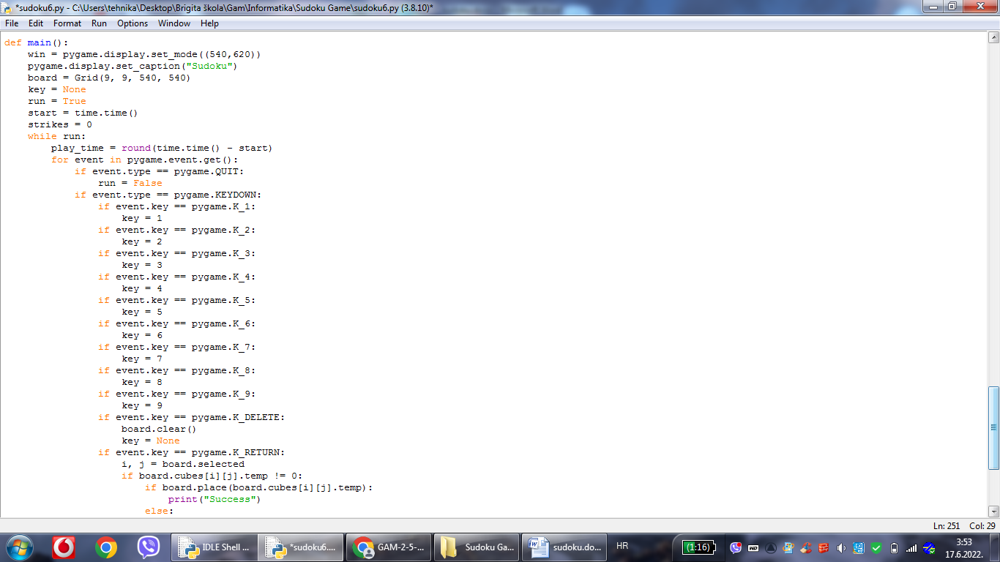 *sudoku6.py - C:\Users\tehnika\Desktop\Brigita škola\Gam\Informatika\Sudoku Game\sudoku6.py (3.8.10)*
File Edit Format Run Options Window Help
def main():
    win = pygame.display.set_mode((540,620))
    pygame.display.set_caption("Sudoku")
    board = Grid(9, 9, 540, 540)
    key = None
    run = True
    start = time.time()
    strikes = 0
    while run:
        play_time = round(time.time() - start)
        for event in pygame.event.get():
            if event.type == pygame.QUIT:
                run = False
            if event.type == pygame.KEYDOWN:
                if event.key == pygame.K_1:
                    key = 1
                if event.key == pygame.K_2:
                    key = 2
                if event.key == pygame.K_3:
                    key = 3
                if event.key == pygame.K_4:
                    key = 4
                if event.key == pygame.K_5:
                    key = 5
                if event.key == pygame.K_6:
                    key = 6
                if event.key == pygame.K_7:
                    key = 7
                if event.key == pygame.K_8:
                    key = 8
                if event.key == pygame.K_9:
                    key = 9
                if event.key == pygame.K_DELETE:
                    board.clear()
                    key = None
                if event.key == pygame.K_RETURN:
                    i, j = board.selected
                    if board.cubes[i][j].temp != 0:
                        if board.place(board.cubes[i][j].temp):
                            print("Success")
                        else:
Ln: 251 Col: 29
IDLE Shell ...
*sudoku6....
GAM-2-5-...
Sudoku Ga...
sudoku.do...
HR
(1:16)
3:53
17.6.2022.